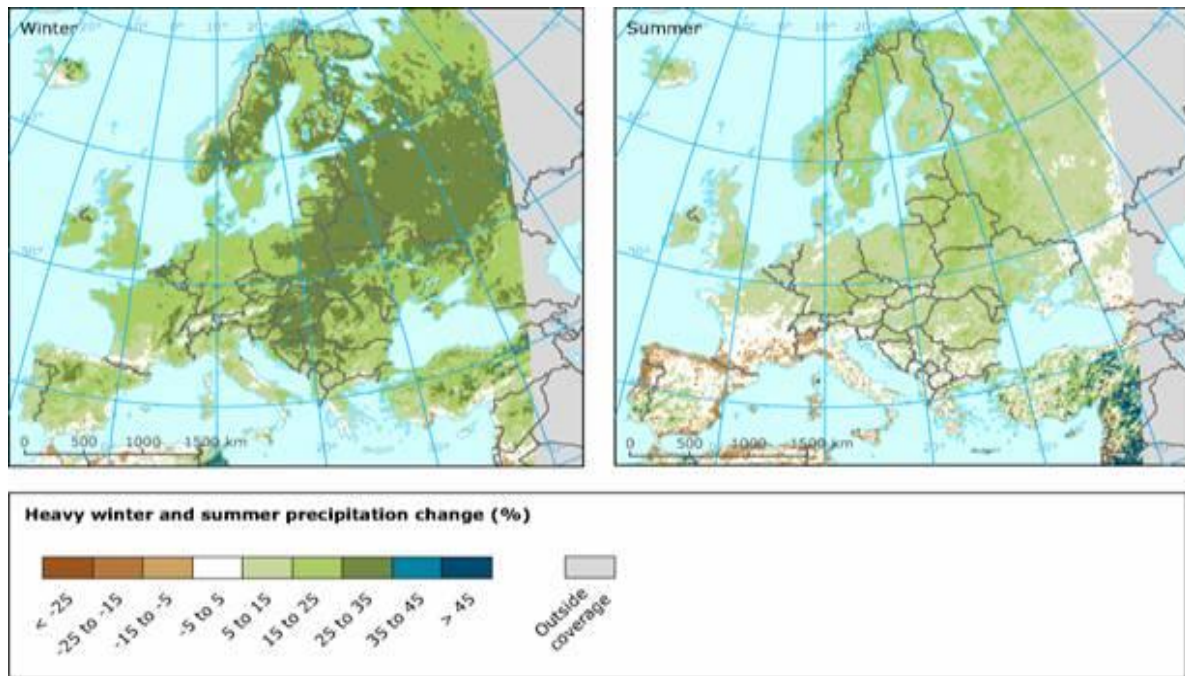 Winter
Summer
0 500 1000 1500 km
0 500 1000 1500 km
Heavy winter and summer precipitation change (%)
< -25
-25 to -15
-15 to -5
-5 to 5
5 to 15
15 to 25
25 to 35
35 to 45
> 45
Outside
coverage